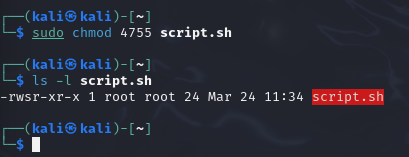 ┌──(kali㉿kali)-[~]
└─$ sudo chmod 4755 script.sh
┌──(kali㉿kali)-[~]
└─$ ls -l script.sh
-rwsr-xr-x 1 root root 24 Mar 24 11:34 script.sh
┌──(kali㉿kali)-[~]
└─$